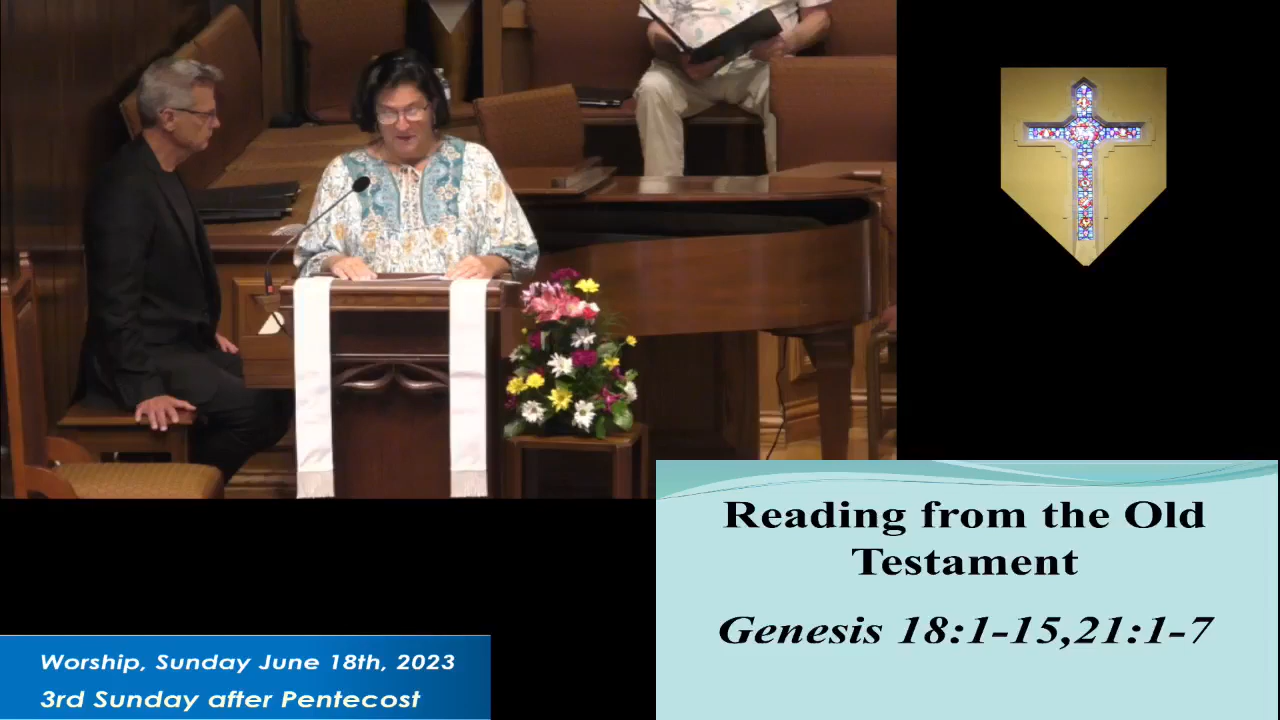 Reading from the Old
Testament
Genesis 18:1-15,21:1-7
Worship, Sunday June 18th, 2023
3rd Sunday after Pentecost